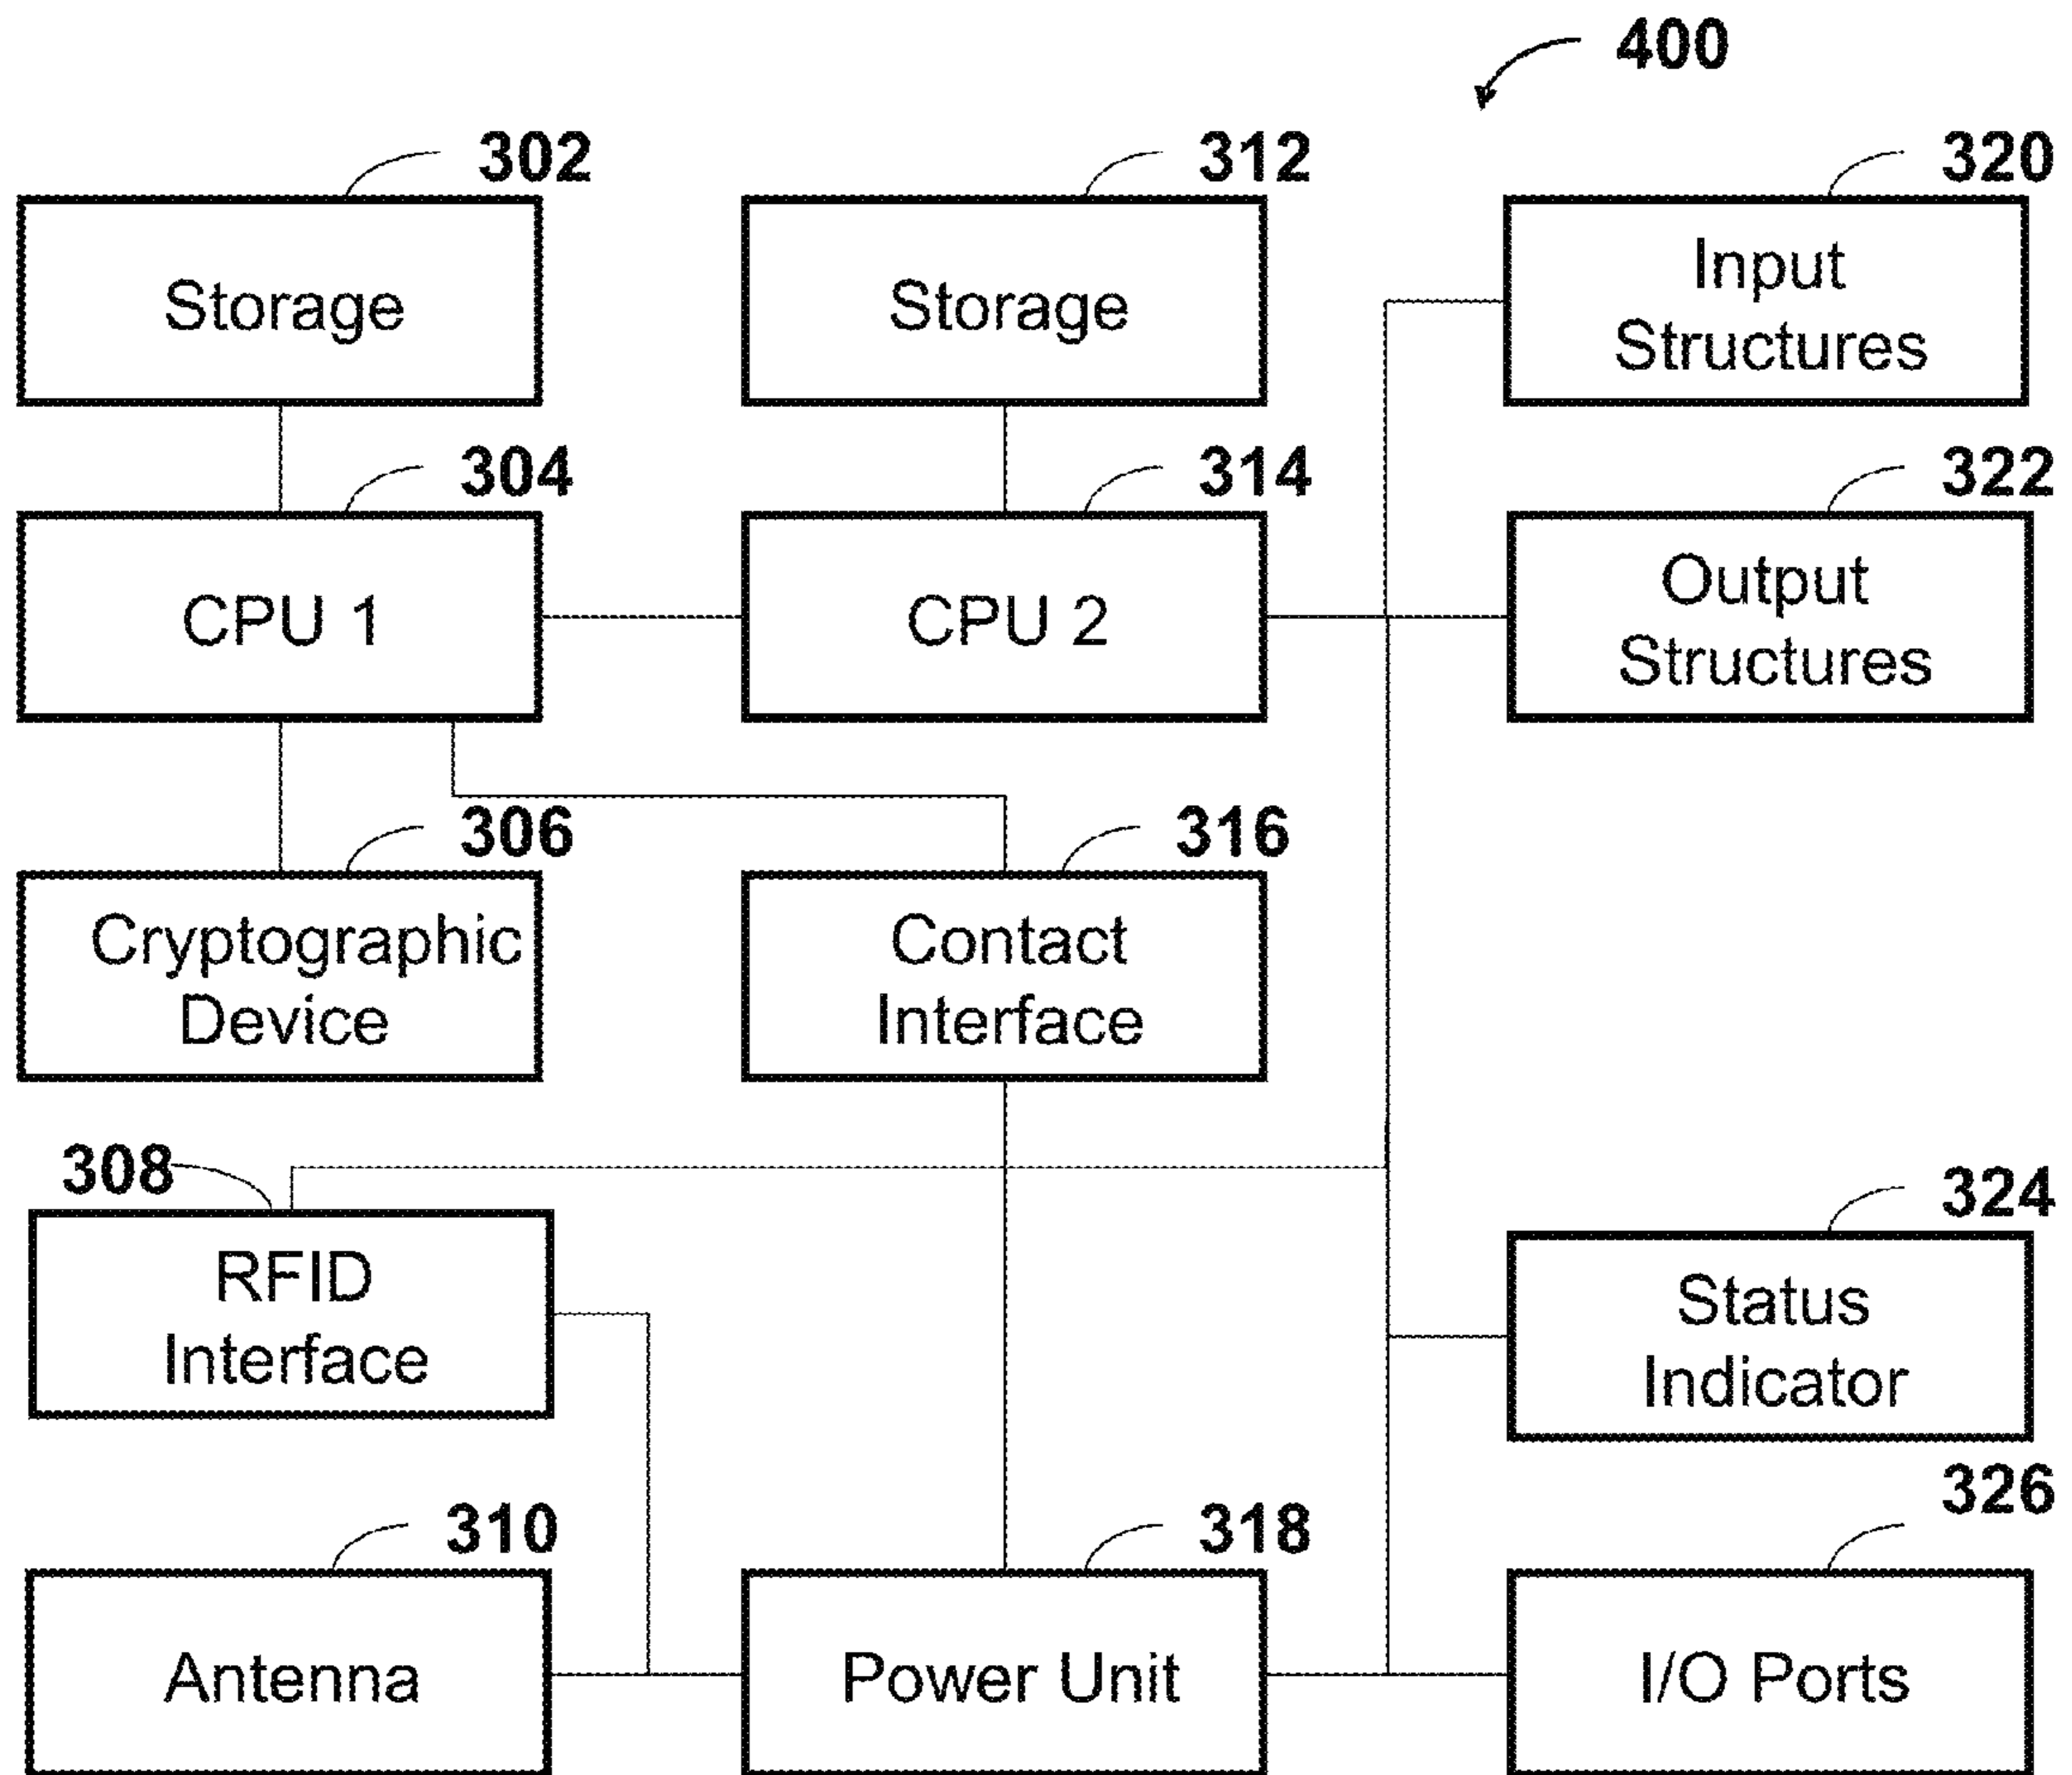 400
302
312
320
Storage
Storage
Input
Structures
304
314
322
CPU 1
CPU 2
Output
Structures
306
316
Cryptographic
Device
Contact
Interface
308
324
RFID
Interface
Status
Indicator
310
318
326
Antenna
Power Unit
I/O Ports